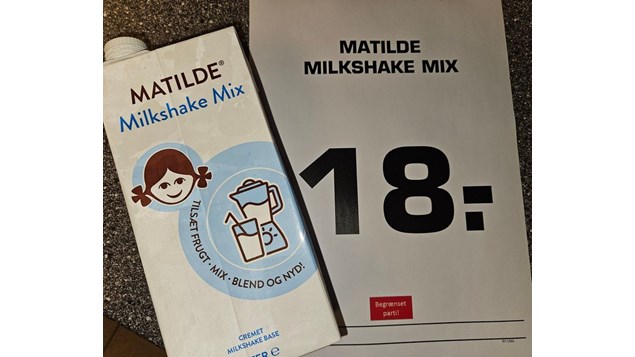 MATILDE®
Milkshake Mix
TILSÆT FRUGT · MIX · BLEND OG NYD!
CREMET
MILKSHAKE BASE
MATILDE
MILKSHAKE MIX
18:-
Begrænset
parti!